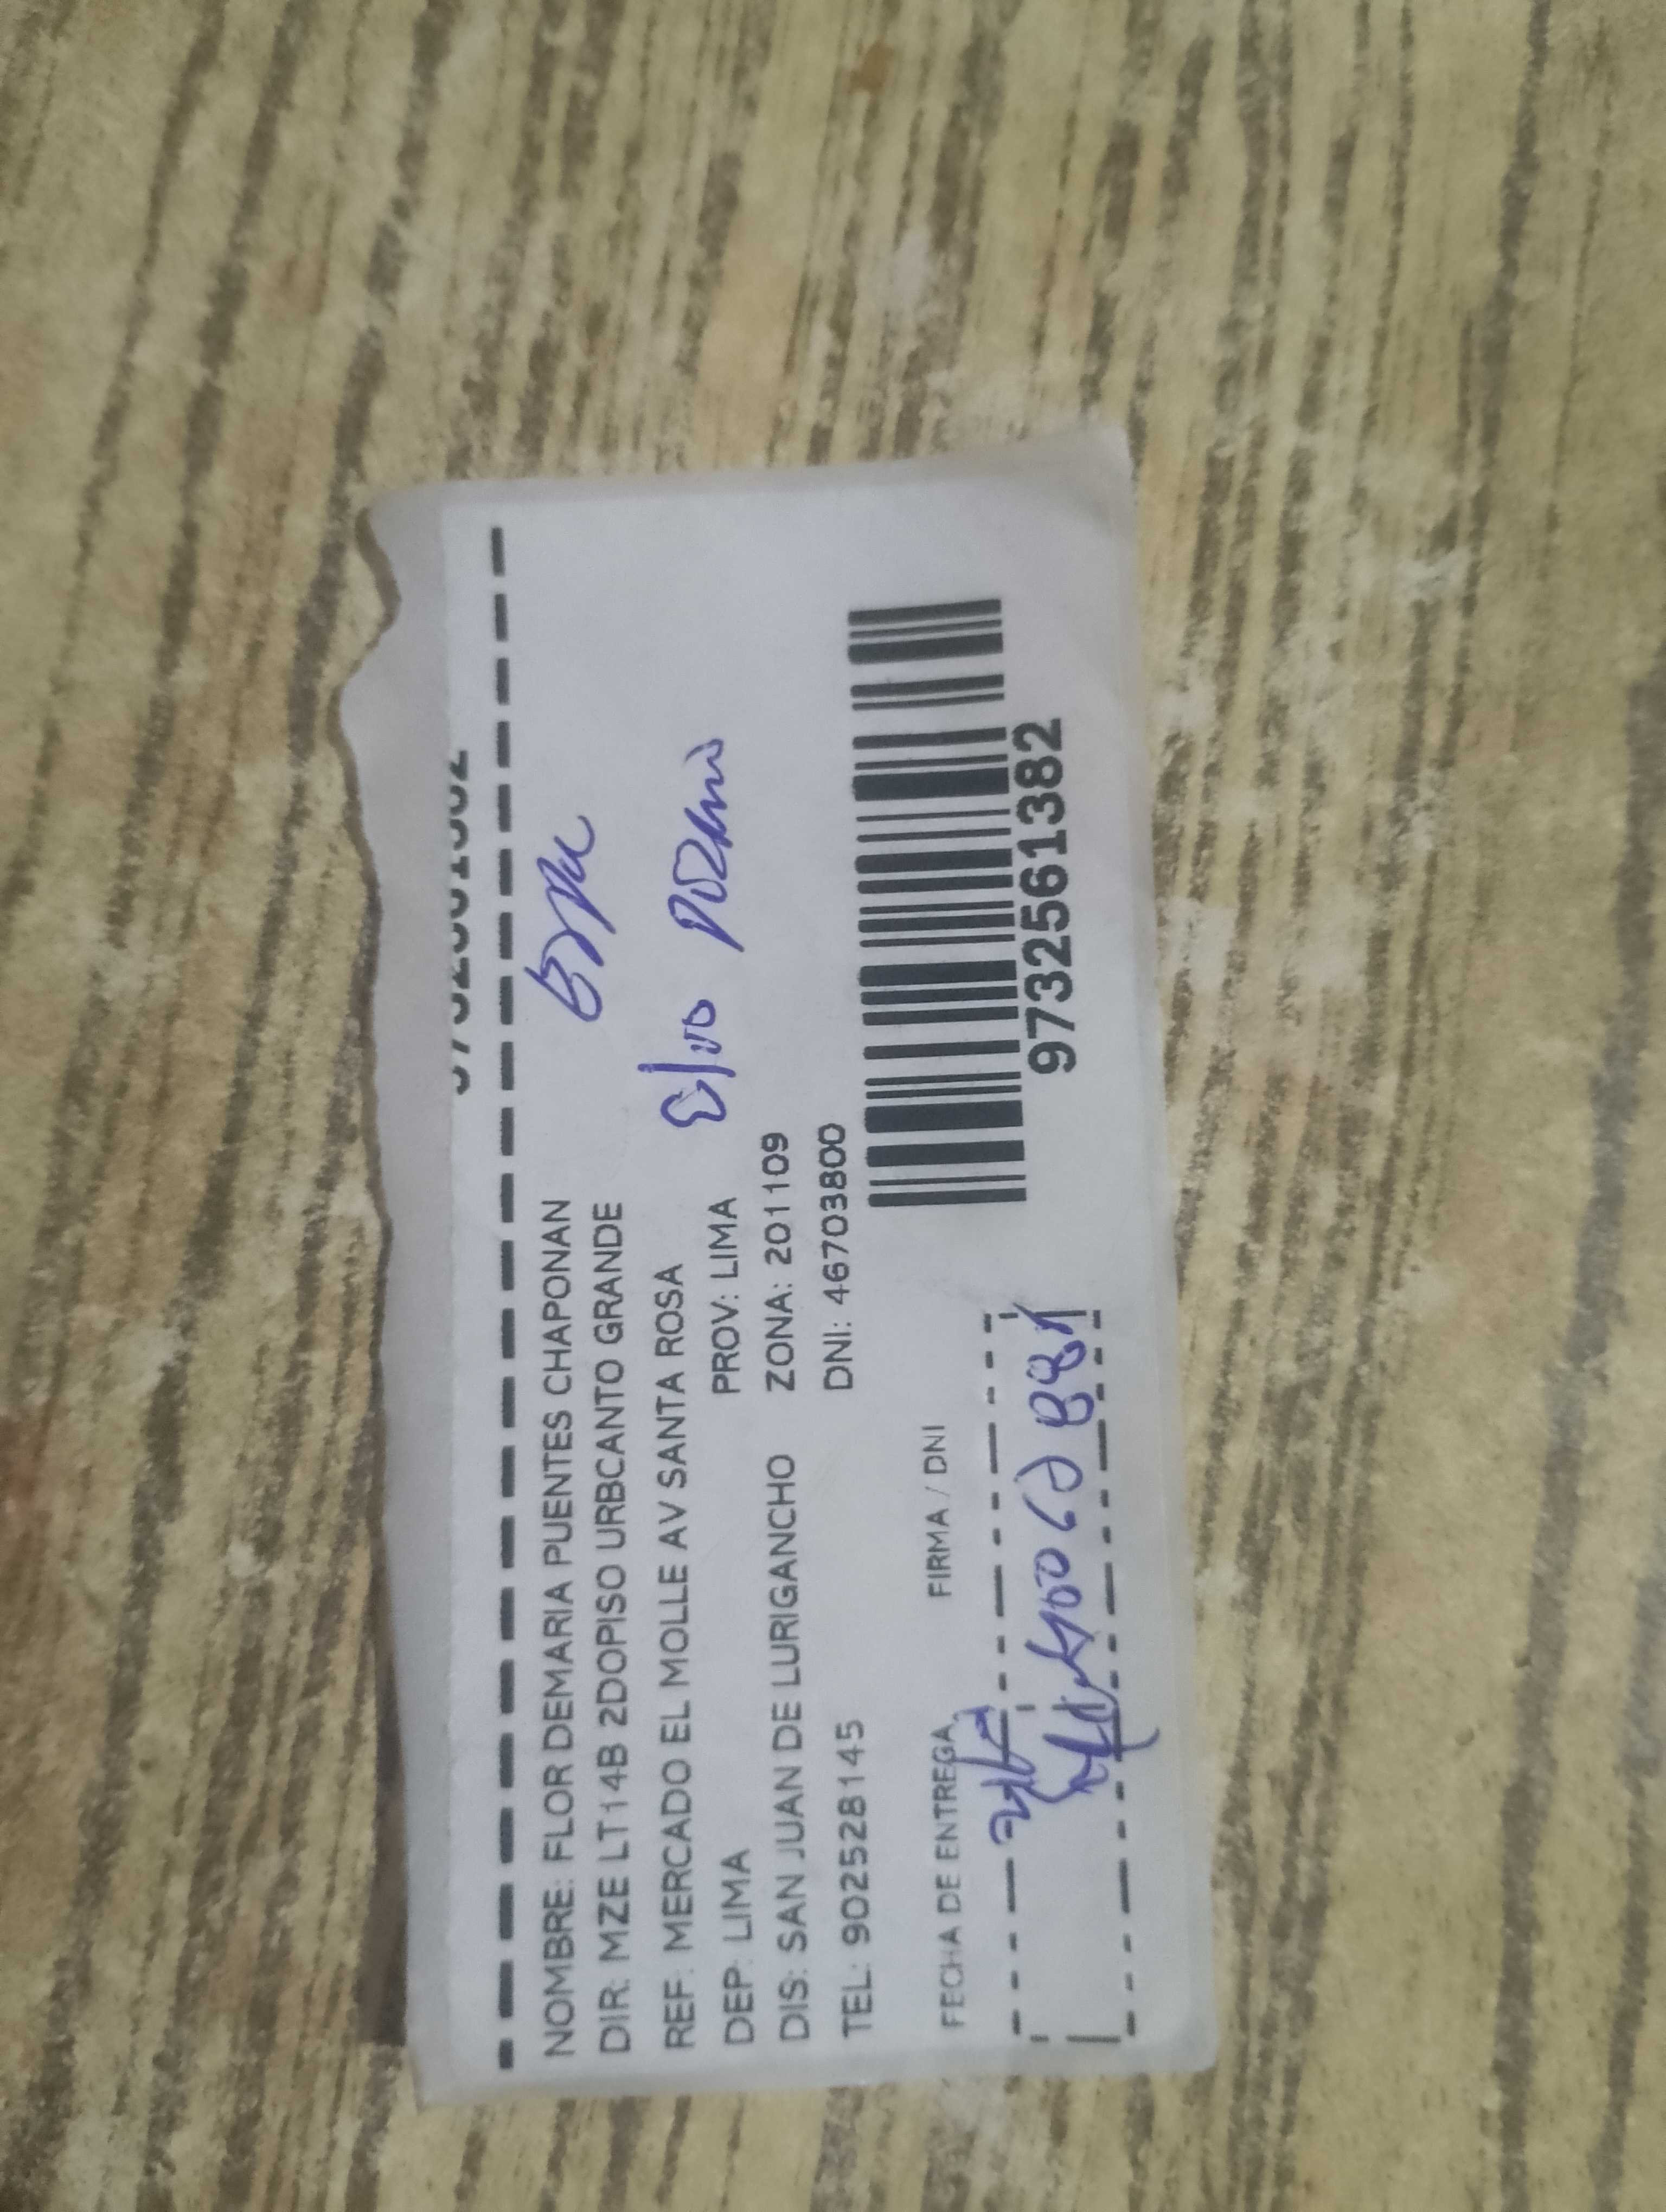 NOMBRE: FLOR DEMARIA PUENTES CHAPONAN
DIR: MZE LT14B 2DOPISO URBCANTO GRANDE
REF: MERCADO EL MOLLE AV SANTA ROSA
DEP: LIMA PROV: LIMA
DIS: SAN JUAN DE LURIGANCHO ZONA: 201109
TEL: 902528145 DNI: 46703800
FECHA DE ENTREGA FIRMA / DNI
9732561382